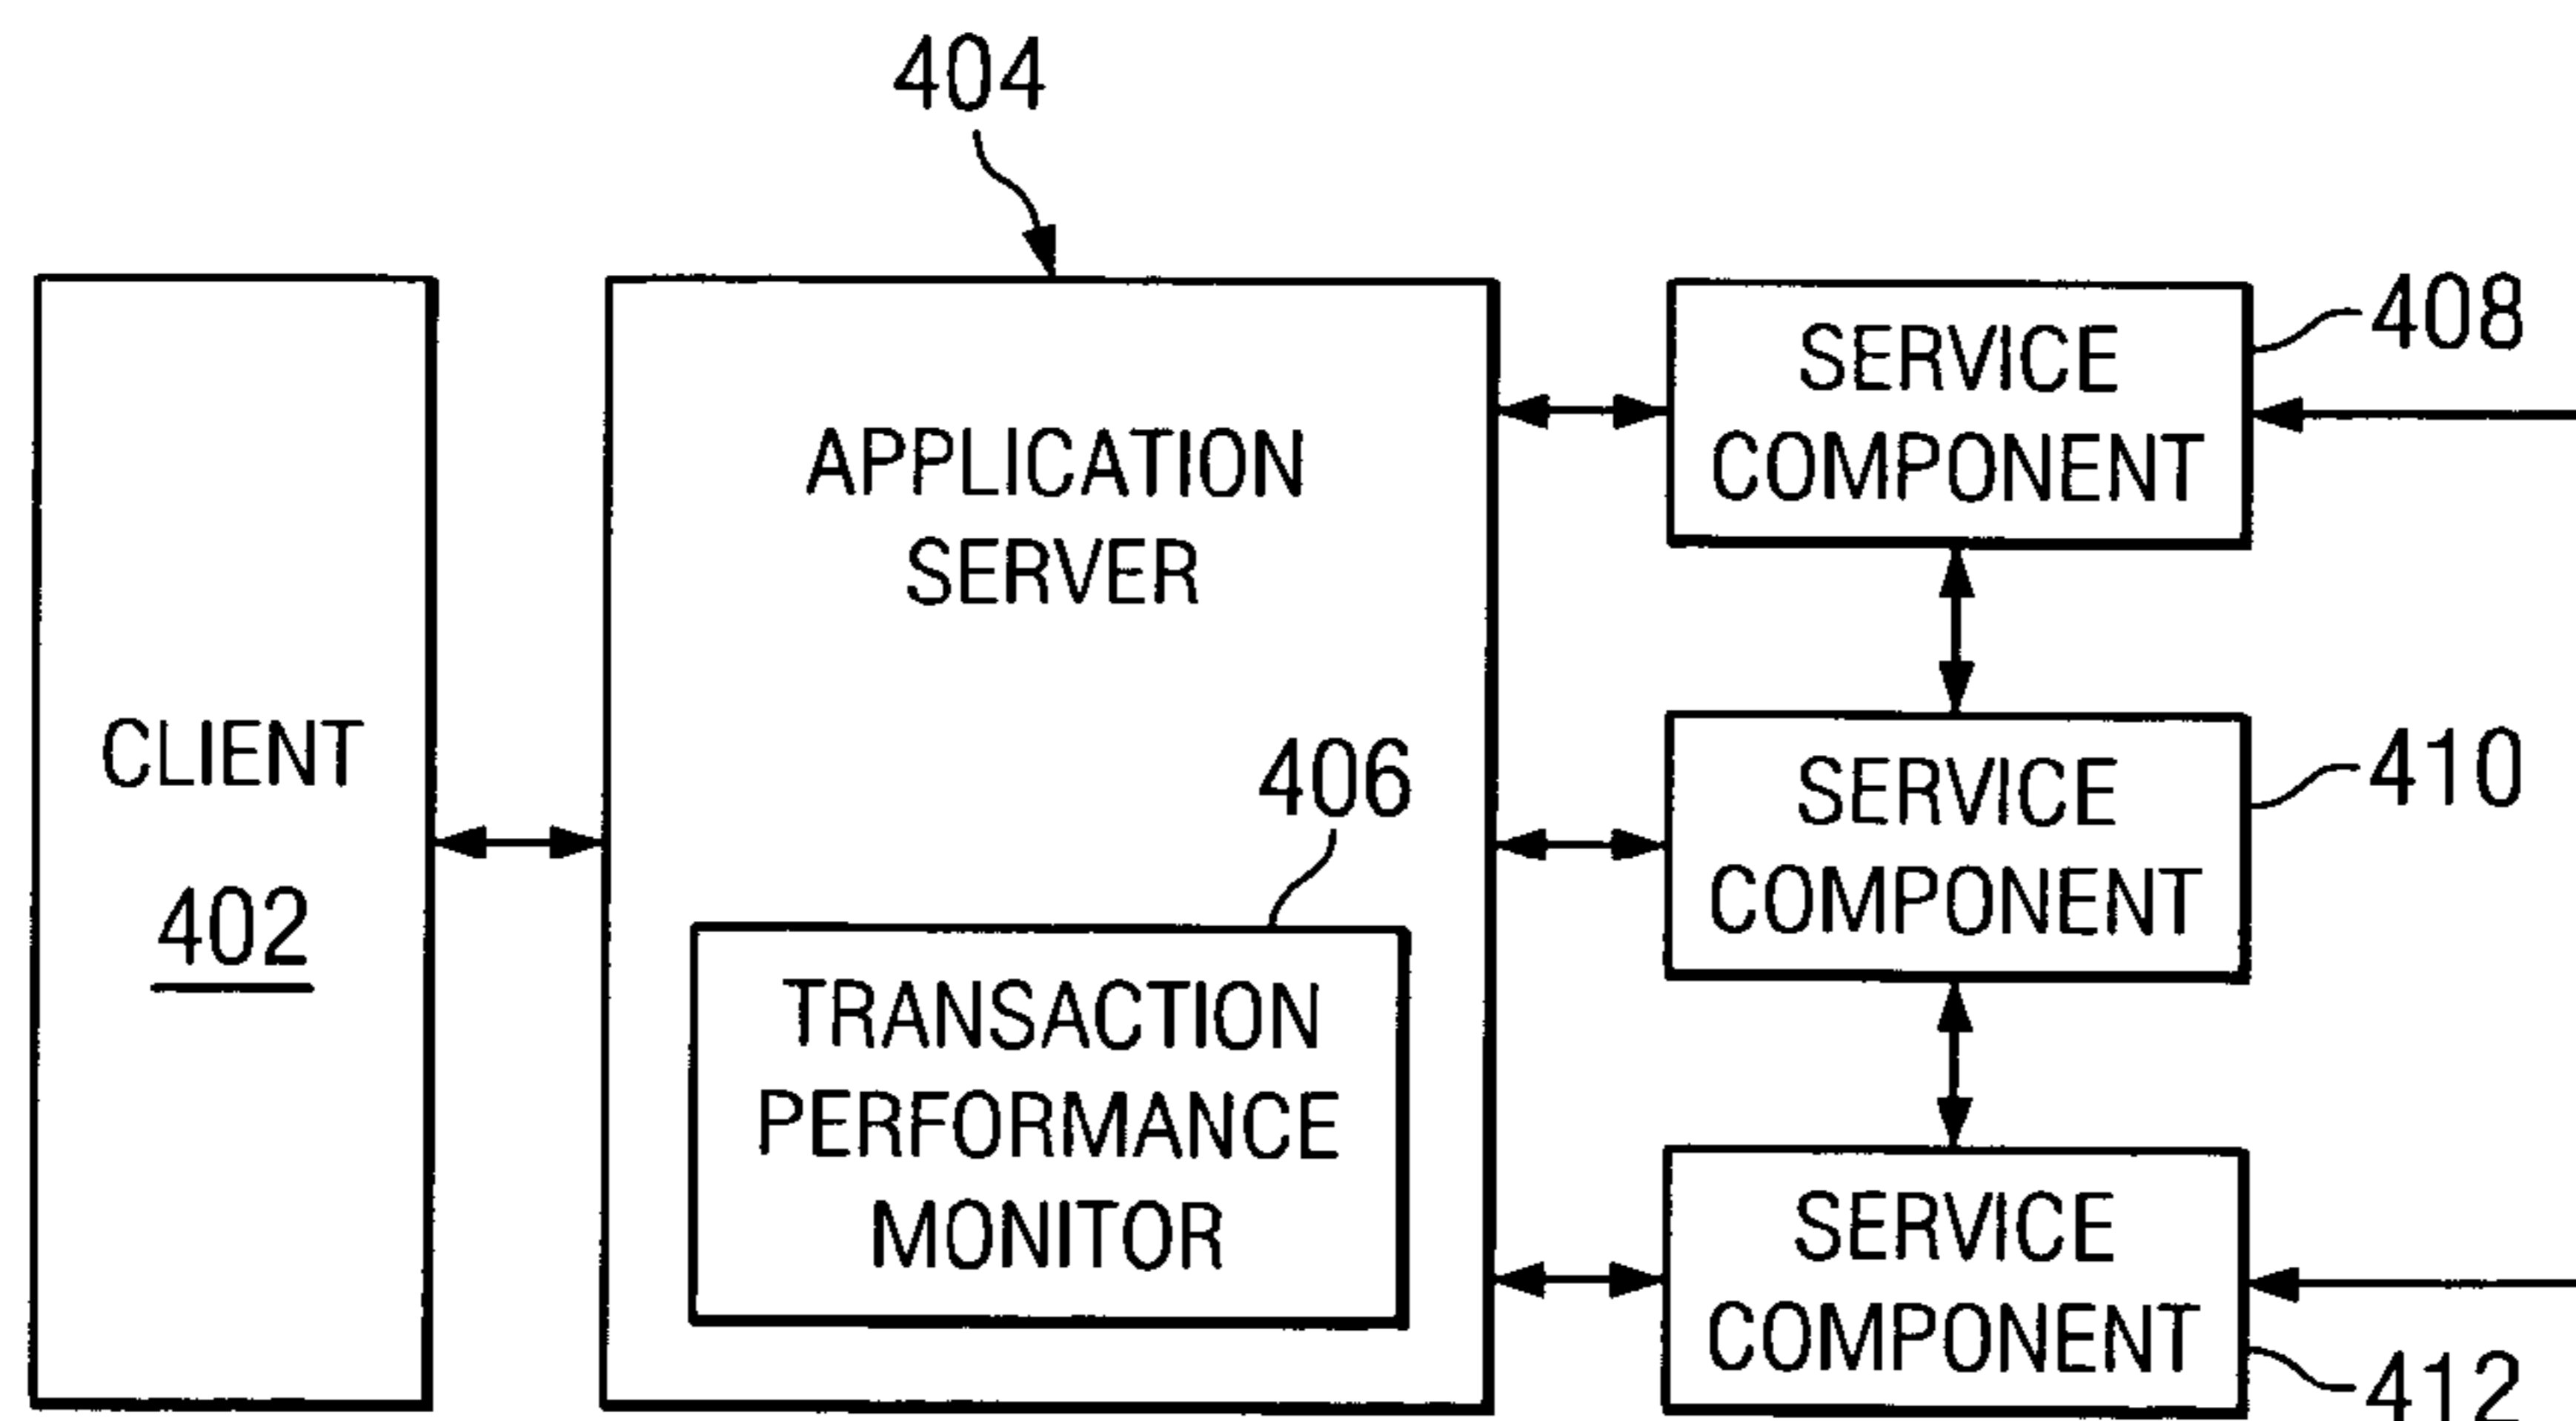 404
CLIENT
402
APPLICATION
SERVER
406
TRANSACTION
PERFORMANCE
MONITOR
SERVICE
COMPONENT
408
SERVICE
COMPONENT
410
SERVICE
COMPONENT
412